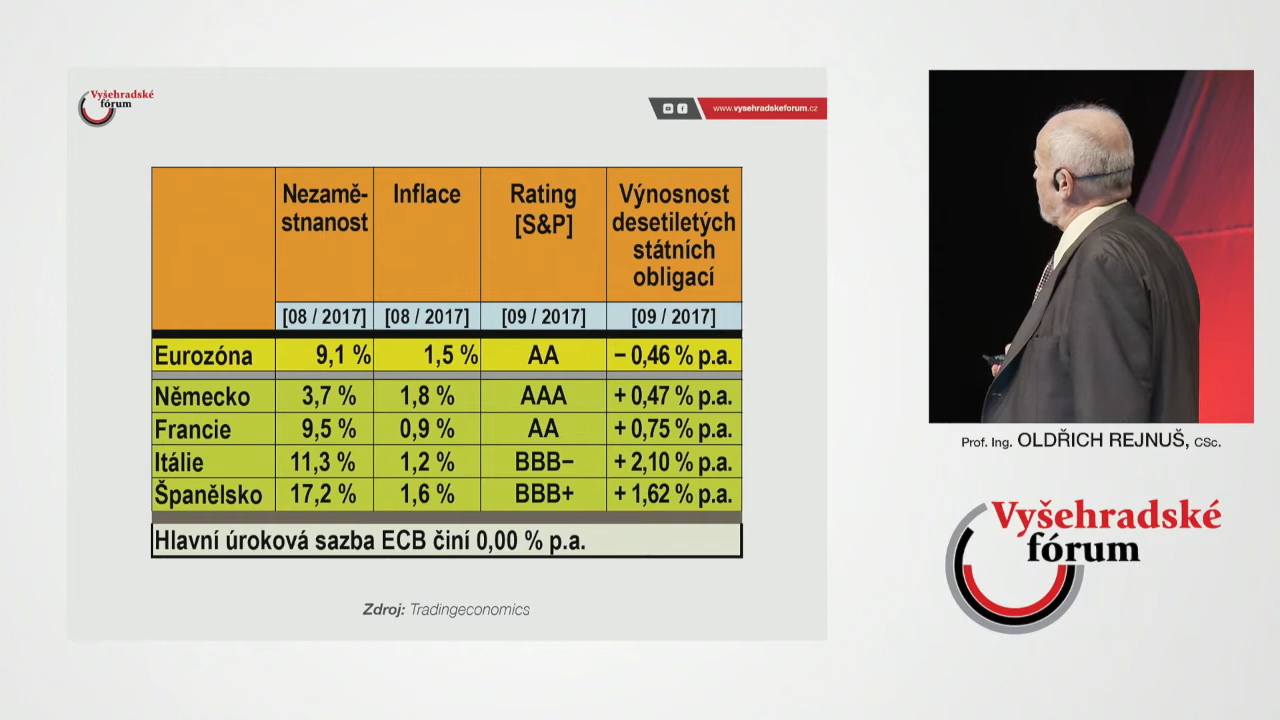 Vyšehradské
fórum
www.vysehradskeforum.cz
Nezamě-
stnanost
Inflace
Rating
[S&P]
Výnosnost
desetiletých
státních
obligací
[08 / 2017] [08 / 2017] [09 / 2017] [09 / 2017]
Eurozóna 9,1 % 1,5 % AA − 0,46 % p.a.
Německo 3,7 % 1,8 % AAA + 0,47 % p.a.
Francie 9,5 % 0,9 % AA + 0,75 % p.a.
Itálie 11,3 % 1,2 % BBB− + 2,10 % p.a.
Španělsko 17,2 % 1,6 % BBB+ + 1,62 % p.a.
Hlavní úroková sazba ECB činí 0,00 % p.a.
Zdroj: Tradingeconomics
Prof. Ing. OLDŘICH REJNUŠ, CSc.
Vyšehradské
fórum